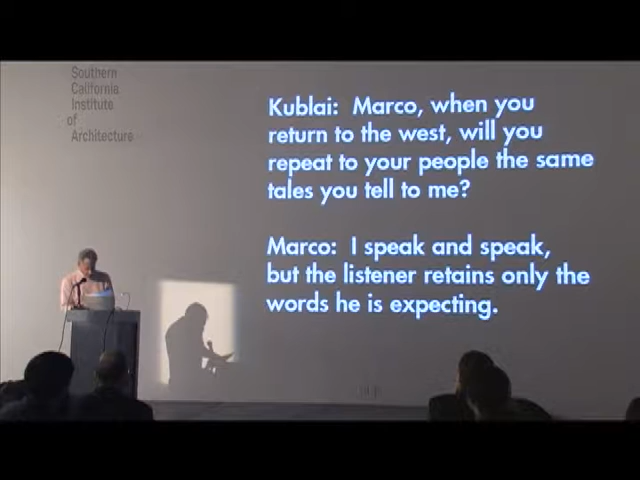 Southern
California
Institute
of
Architecture
Kublai: Marco, when you
return to the west, will you
repeat to your people the same
tales you tell to me?
Marco: I speak and speak,
but the listener retains only the
words he is expecting.